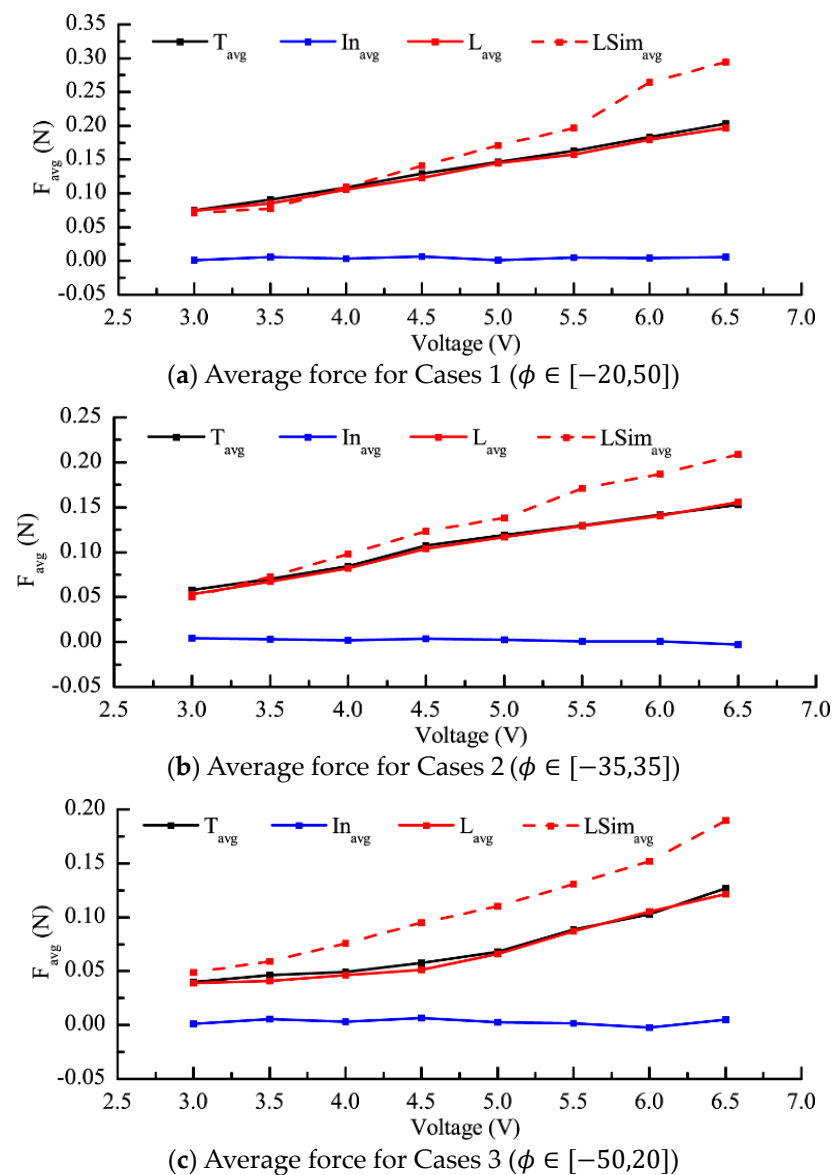 0.35
T_avg In_avg L_avg LSim_avg
0.30
0.25
0.20
0.15
0.10
0.05
0.00
-0.05
F_avg (N)
2.5 3.0 3.5 4.0 4.5 5.0 5.5 6.0 6.5 7.0
Voltage (V)
(a) Average force for Cases 1 (ϕ ∈ [−20,50])
0.25
T_avg In_avg L_avg LSim_avg
0.20
0.15
0.10
0.05
0.00
-0.05
F_avg (N)
2.5 3.0 3.5 4.0 4.5 5.0 5.5 6.0 6.5 7.0
Voltage (V)
(b) Average force for Cases 2 (ϕ ∈ [−35,35])
0.20
T_avg In_avg L_avg LSim_avg
0.15
0.10
0.05
0.00
-0.05
F_avg (N)
2.5 3.0 3.5 4.0 4.5 5.0 5.5 6.0 6.5 7.0
Voltage (V)
(c) Average force for Cases 3 (ϕ ∈ [−50,20])